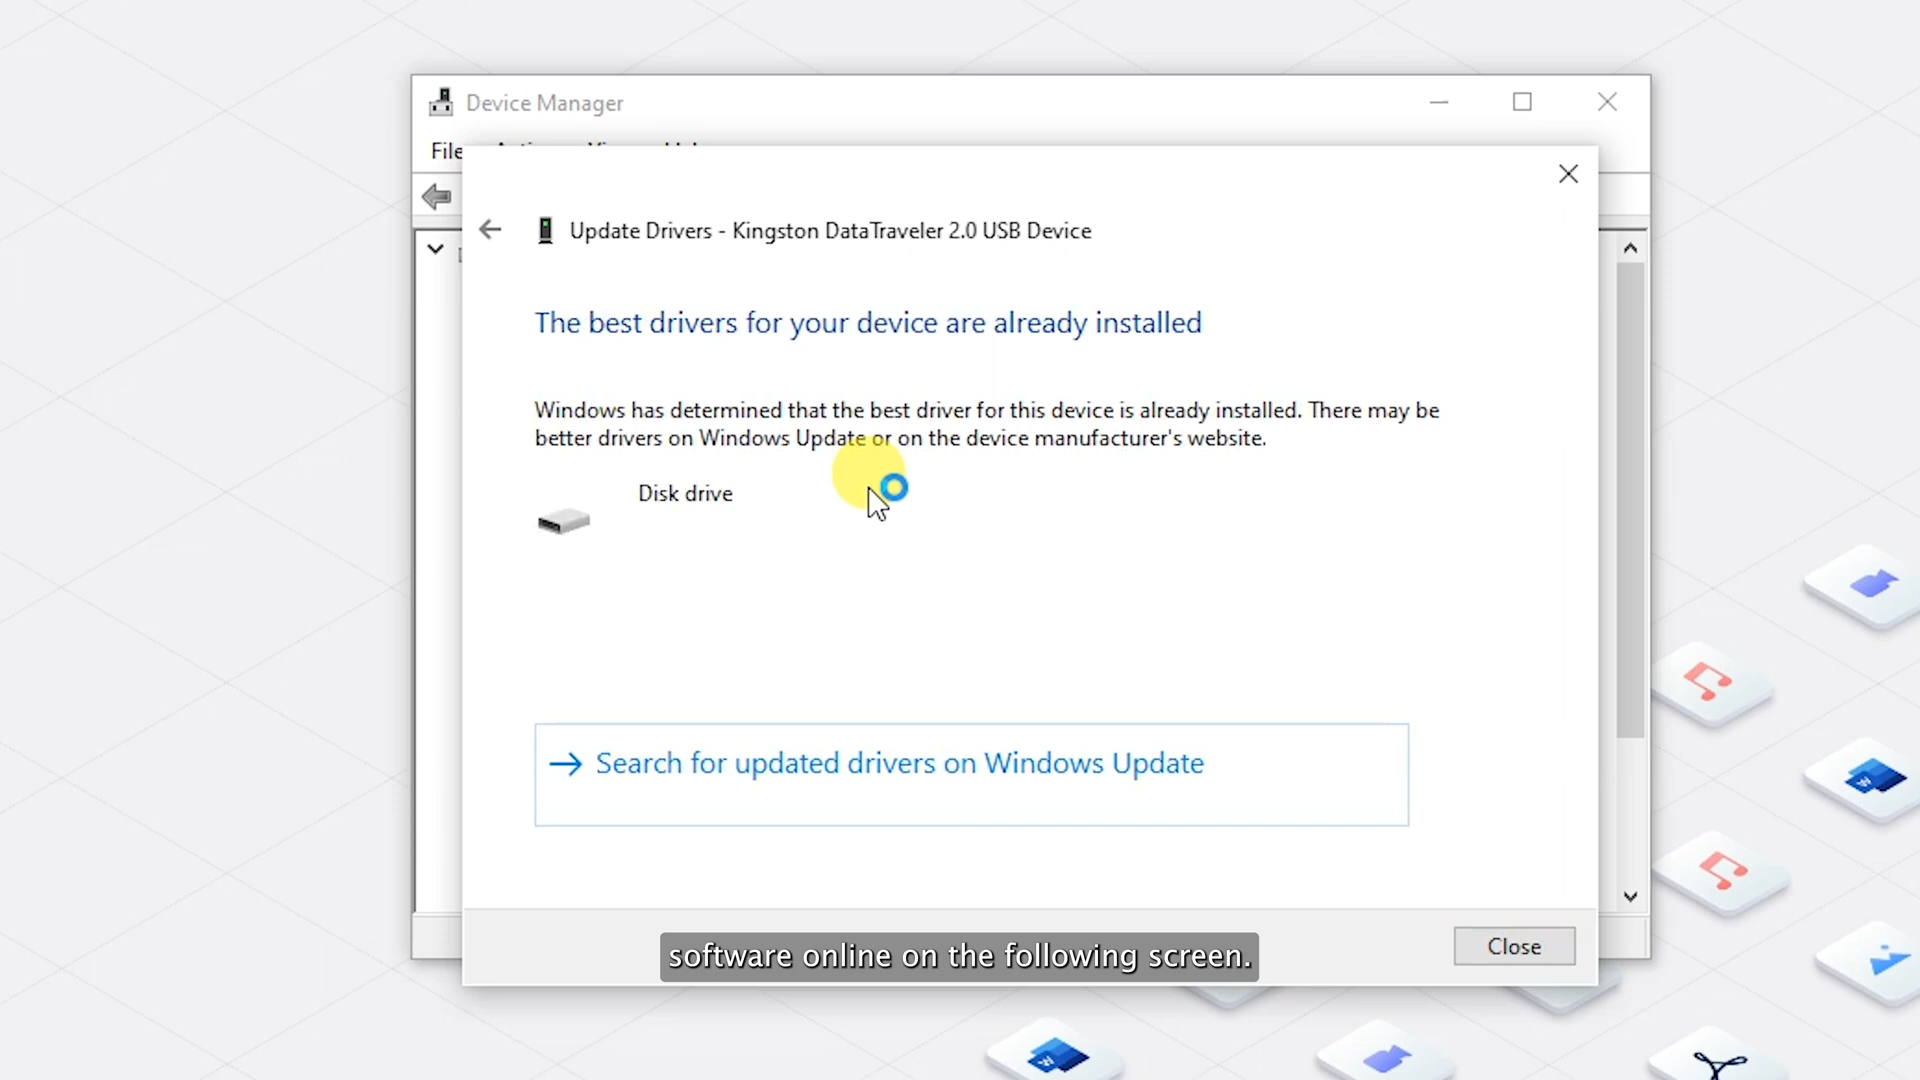 Device Manager
File
Update Drivers - Kingston DataTraveler 2.0 USB Device
The best drivers for your device are already installed
Windows has determined that the best driver for this device is already installed. There may be
better drivers on Windows Update or on the device manufacturer's website.
Disk drive
Search for updated drivers on Windows Update
software online on the following screen.
Close
W
W